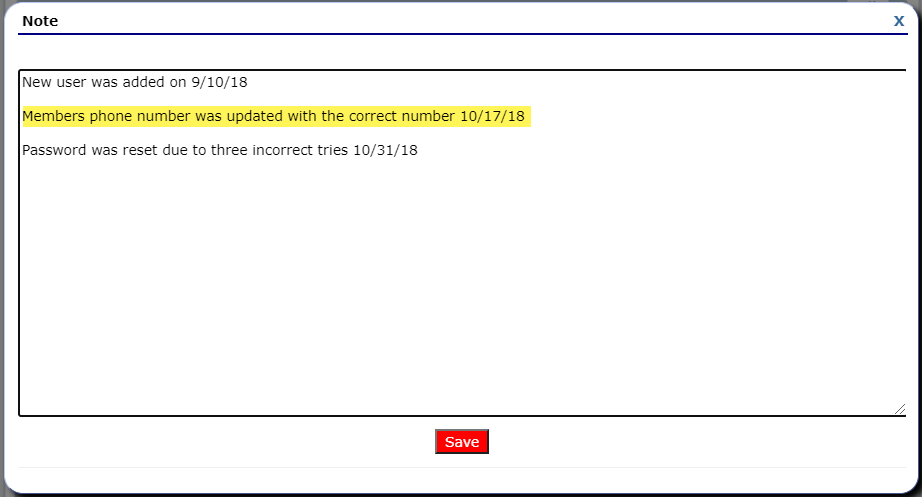 Note
X
New user was added on 9/10/18
Members phone number was updated with the correct number 10/17/18
Password was reset due to three incorrect tries 10/31/18
Save